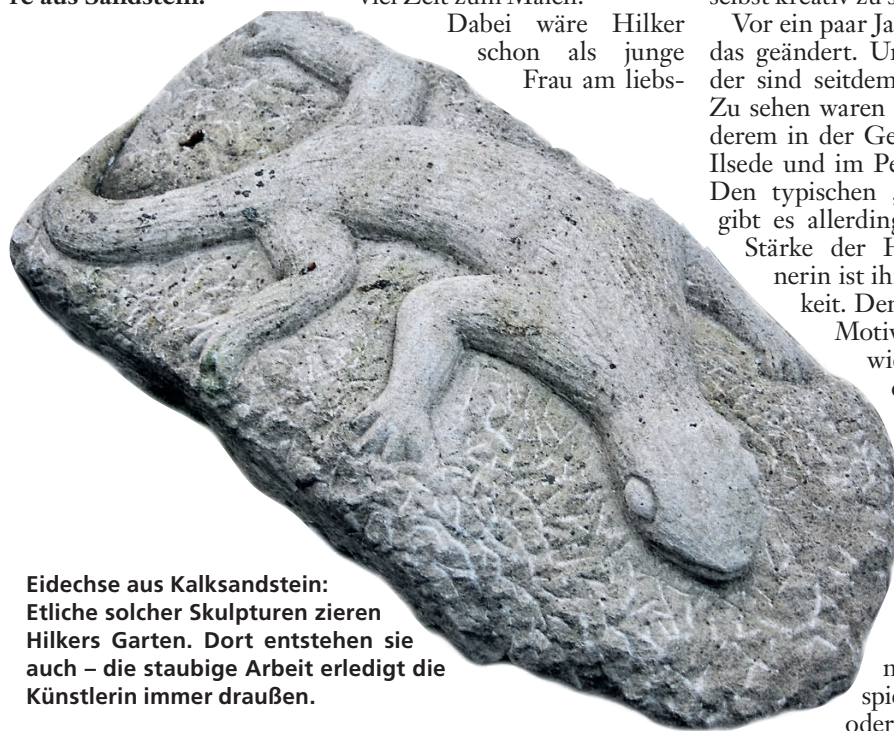 re aus Sandstein.
viel Zeit zum Malen.
Dabei wäre Hilker
schon als junge
Frau am liebs-
selbst kreativ zu s
Vor ein paar Ja
das geändert. Un
der sind seitdem
Zu sehen waren
derem in der Ge
Ilsede und im Pe
Den typischen
gibt es allerding
Stärke der H
nerin ist ih
keit. Der
Motiv
wie
spie
oder
Eidechse aus Kalksandstein:
Etliche solcher Skulpturen zieren
Hilkers Garten. Dort entstehen sie
auch – die staubige Arbeit erledigt die
Künstlerin immer draußen.